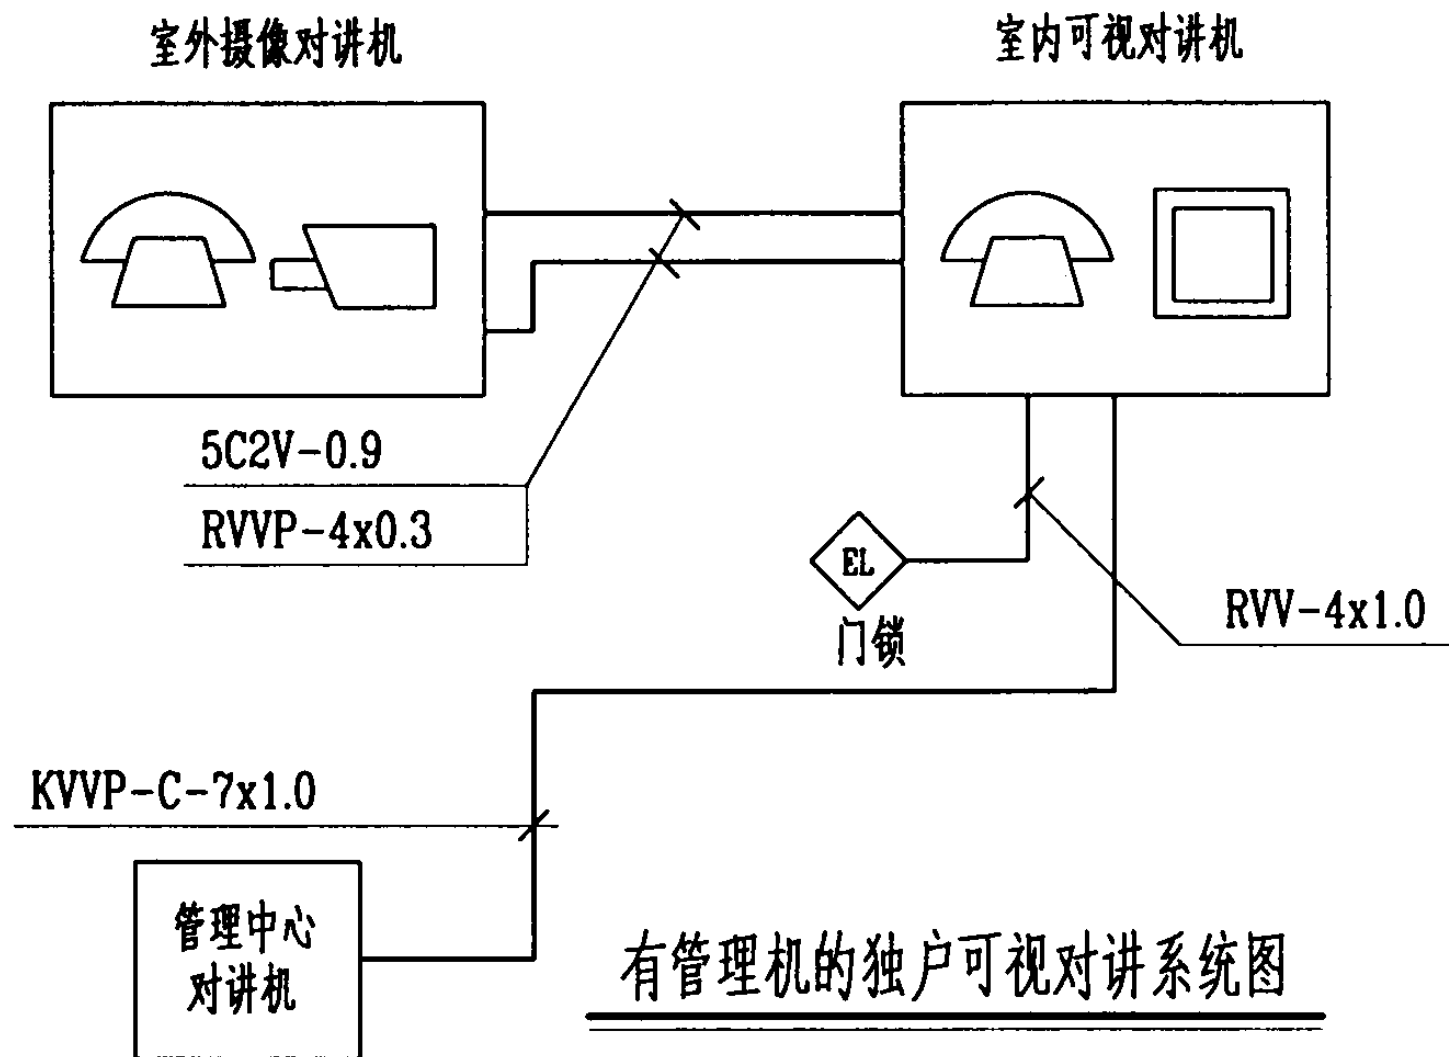 室外摄像对讲机
室内可视对讲机
5C2V-0.9
RVVP-4x0.3
EL
门锁
RVV-4x1.0
KVVP-C-7x1.0
管理中心
对讲机
有管理机的独户可视对讲系统图